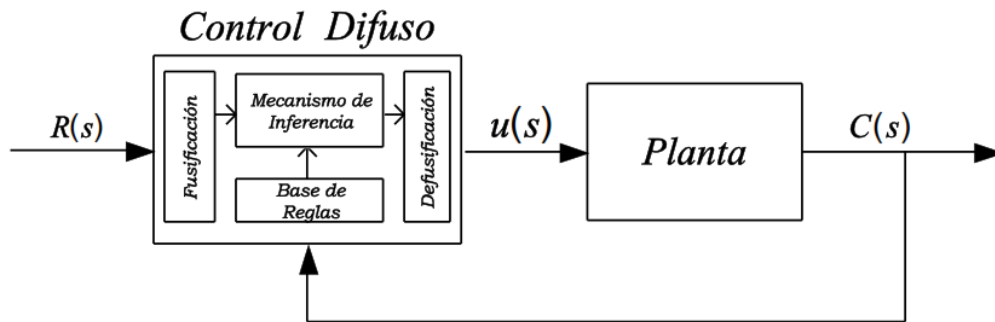 Control Difuso
R(s)
Fusificación
Mecanismo de
Inferencia
Base de
Reglas
Defusificación
u(s)
Planta
C(s)